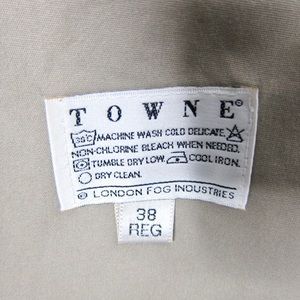 TOWNE®
30°C MACHINE WASH COLD DELICATE.
NON-CHLORINE BLEACH WHEN NEEDED.
TUMBLE DRY LOW. COOL IRON.
DRY CLEAN.
© LONDON FOG INDUSTRIES
38
REG